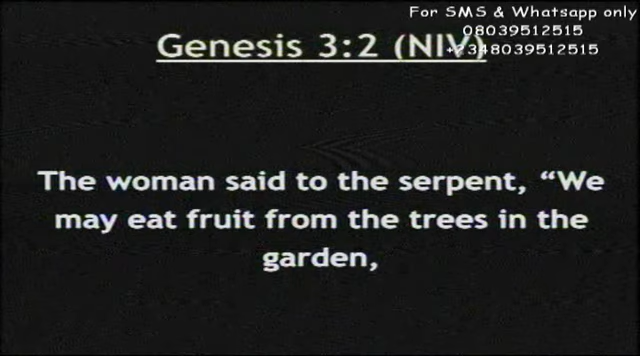 For SMS & Whatsapp only
08039512515
+2348039512515
Genesis 3:2 (NIV)
The woman said to the serpent, “We
may eat fruit from the trees in the
garden,